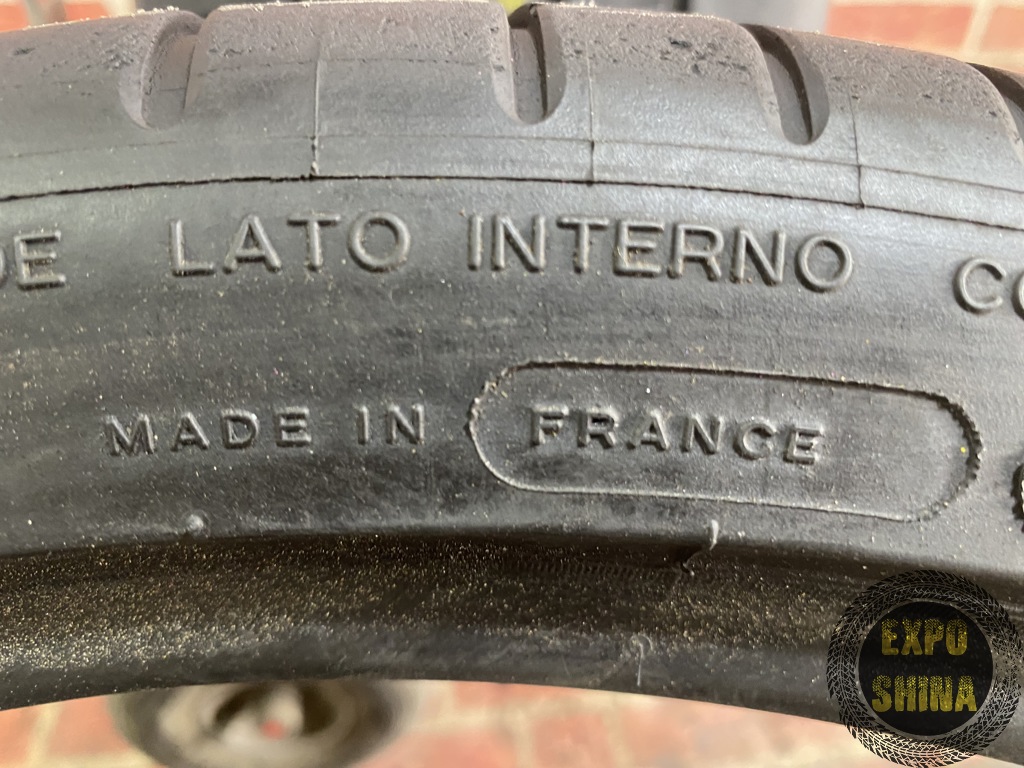 LATO INTERNO
MADE IN FRANCE
EXPO
SHINA